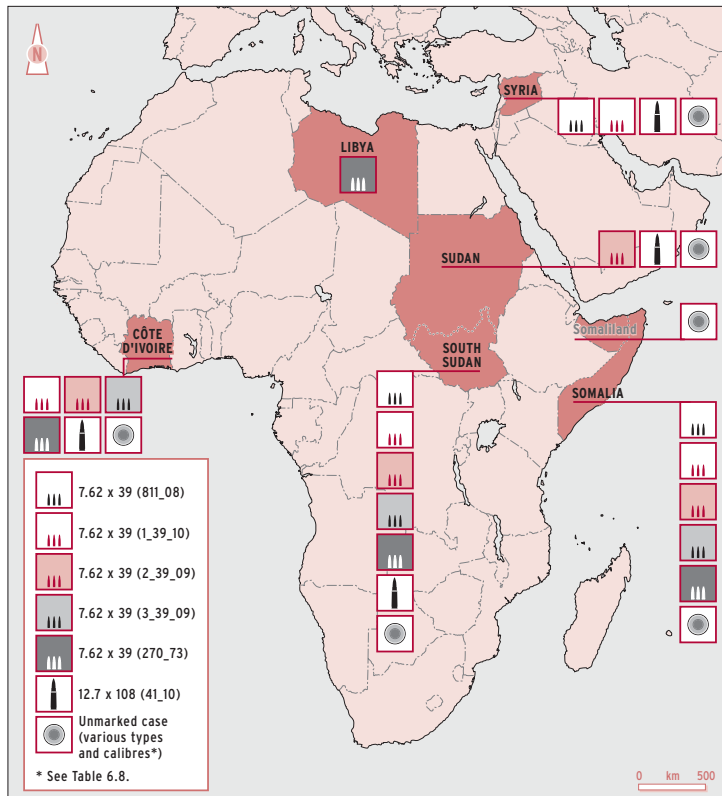 N
SYRIA
LIBYA
SUDAN
Somaliland
CÔTE
D'IVOIRE
SOUTH
SUDAN
SOMALIA
7.62 x 39 (811_08)
7.62 x 39 (1_39_10)
7.62 x 39 (2_39_09)
7.62 x 39 (3_39_09)
7.62 x 39 (270_73)
12.7 x 108 (41_10)
Unmarked case
(various types
and calibres*)
* See Table 6.8.
0 km 500